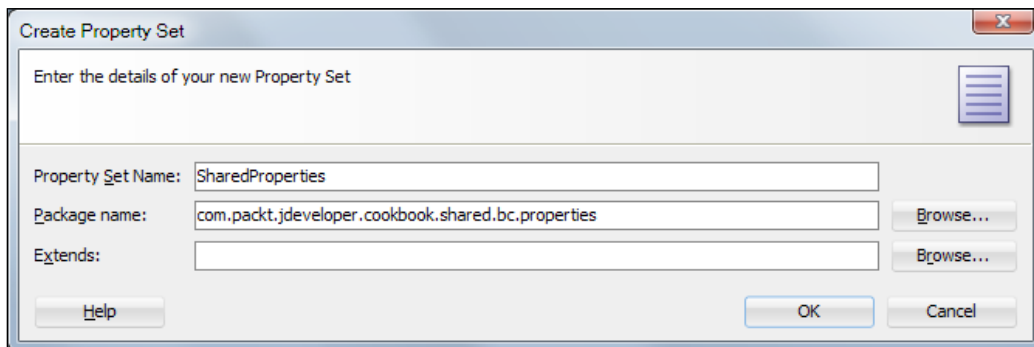 Create Property Set
Enter the details of your new Property Set
Property Set Name: SharedProperties
Package name: com.packt.jdeveloper.cookbook.shared.bc.properties Browse...
Extends: Browse...
Help OK Cancel